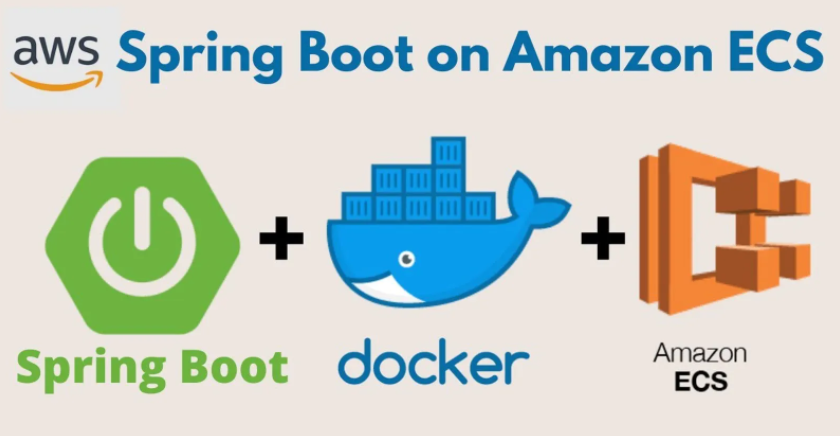 aws Spring Boot on Amazon ECS
Spring Boot
docker
Amazon
ECS